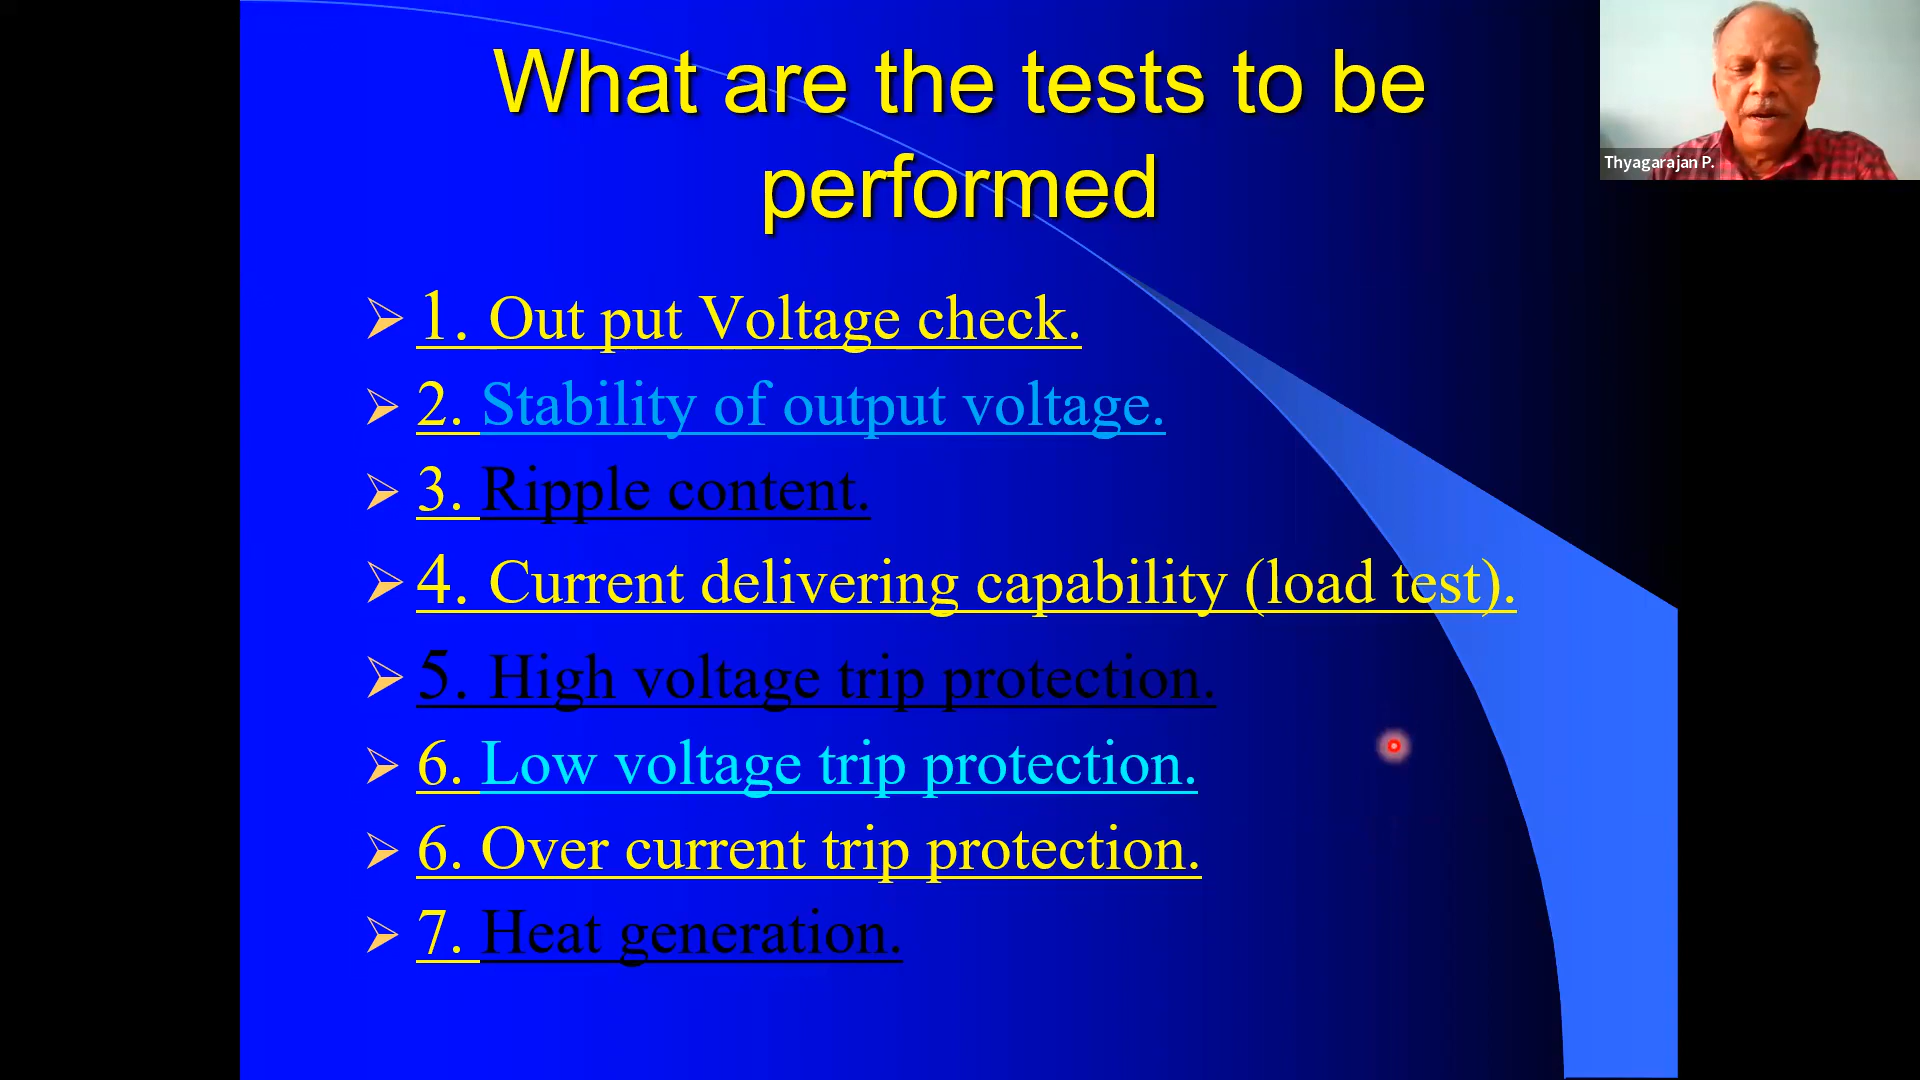 What are the tests to be
performed
Thyagarajan P.
➢ 1. Out put Voltage check.
➢ 2. Stability of output voltage.
➢ 3. Ripple content.
➢ 4. Current delivering capability (load test).
➢ 5. High voltage trip protection.
➢ 6. Low voltage trip protection.
➢ 6. Over current trip protection.
➢ 7. Heat generation.